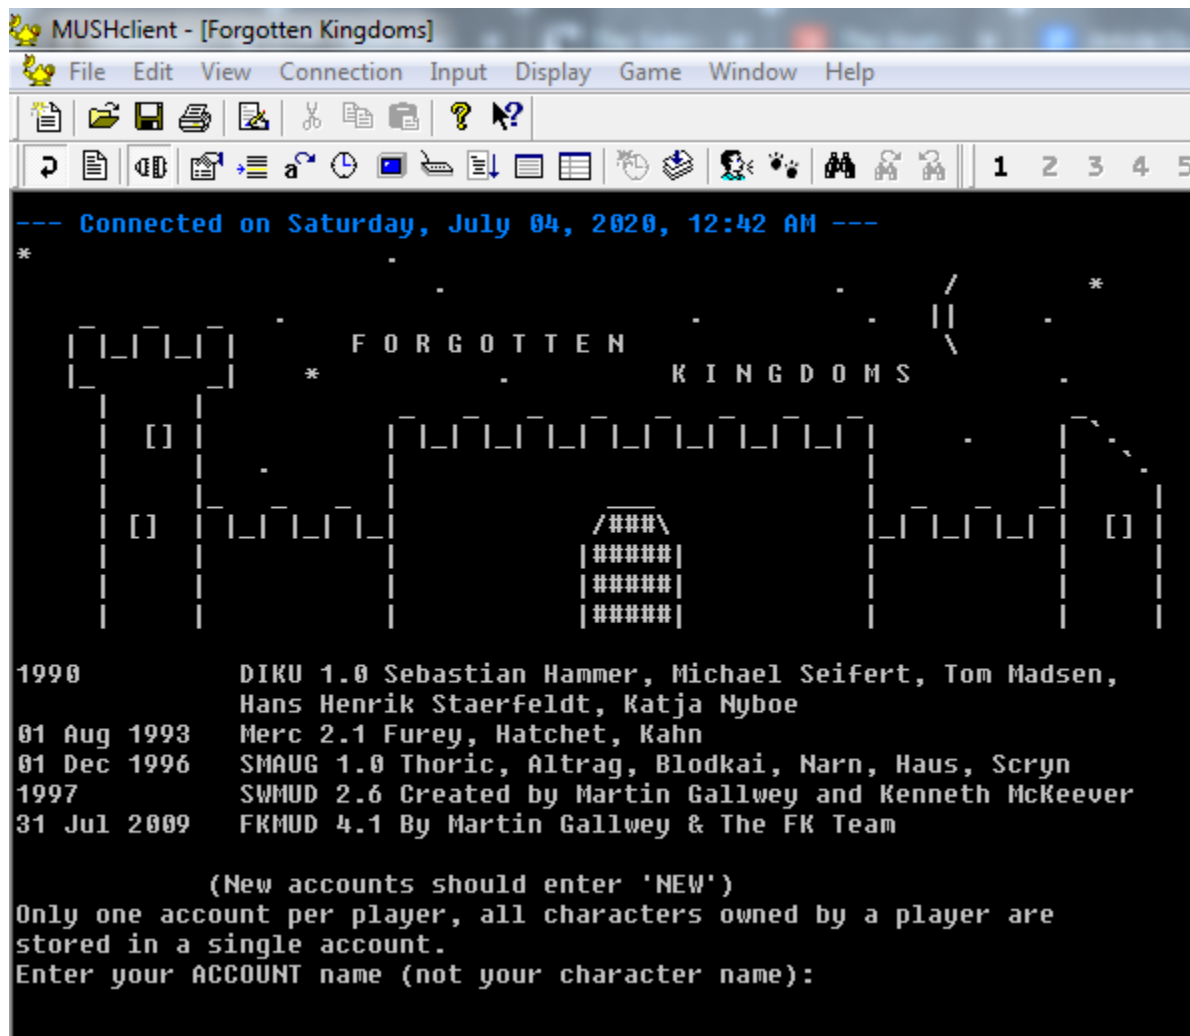 MUSHclient - [Forgotten Kingdoms]
File Edit View Connection Input Display Game Window Help
1 2 3 4 5
--- Connected on Saturday, July 04, 2020, 12:42 AM ---
F O R G O T T E N
K I N G D O M S
1990 DIKU 1.0 Sebastian Hammer, Michael Seifert, Tom Madsen,
Hans Henrik Staerfeldt, Katja Nyboe
01 Aug 1993 Merc 2.1 Furey, Hatchet, Kahn
01 Dec 1996 SMAUG 1.0 Thoric, Altrag, Blodkai, Narn, Haus, Scryn
1997 SWMUD 2.6 Created by Martin Gallwey and Kenneth McKeever
31 Jul 2009 FKMUD 4.1 By Martin Gallwey & The FK Team
(New accounts should enter 'NEW')
Only one account per player, all characters owned by a player are
stored in a single account.
Enter your ACCOUNT name (not your character name):